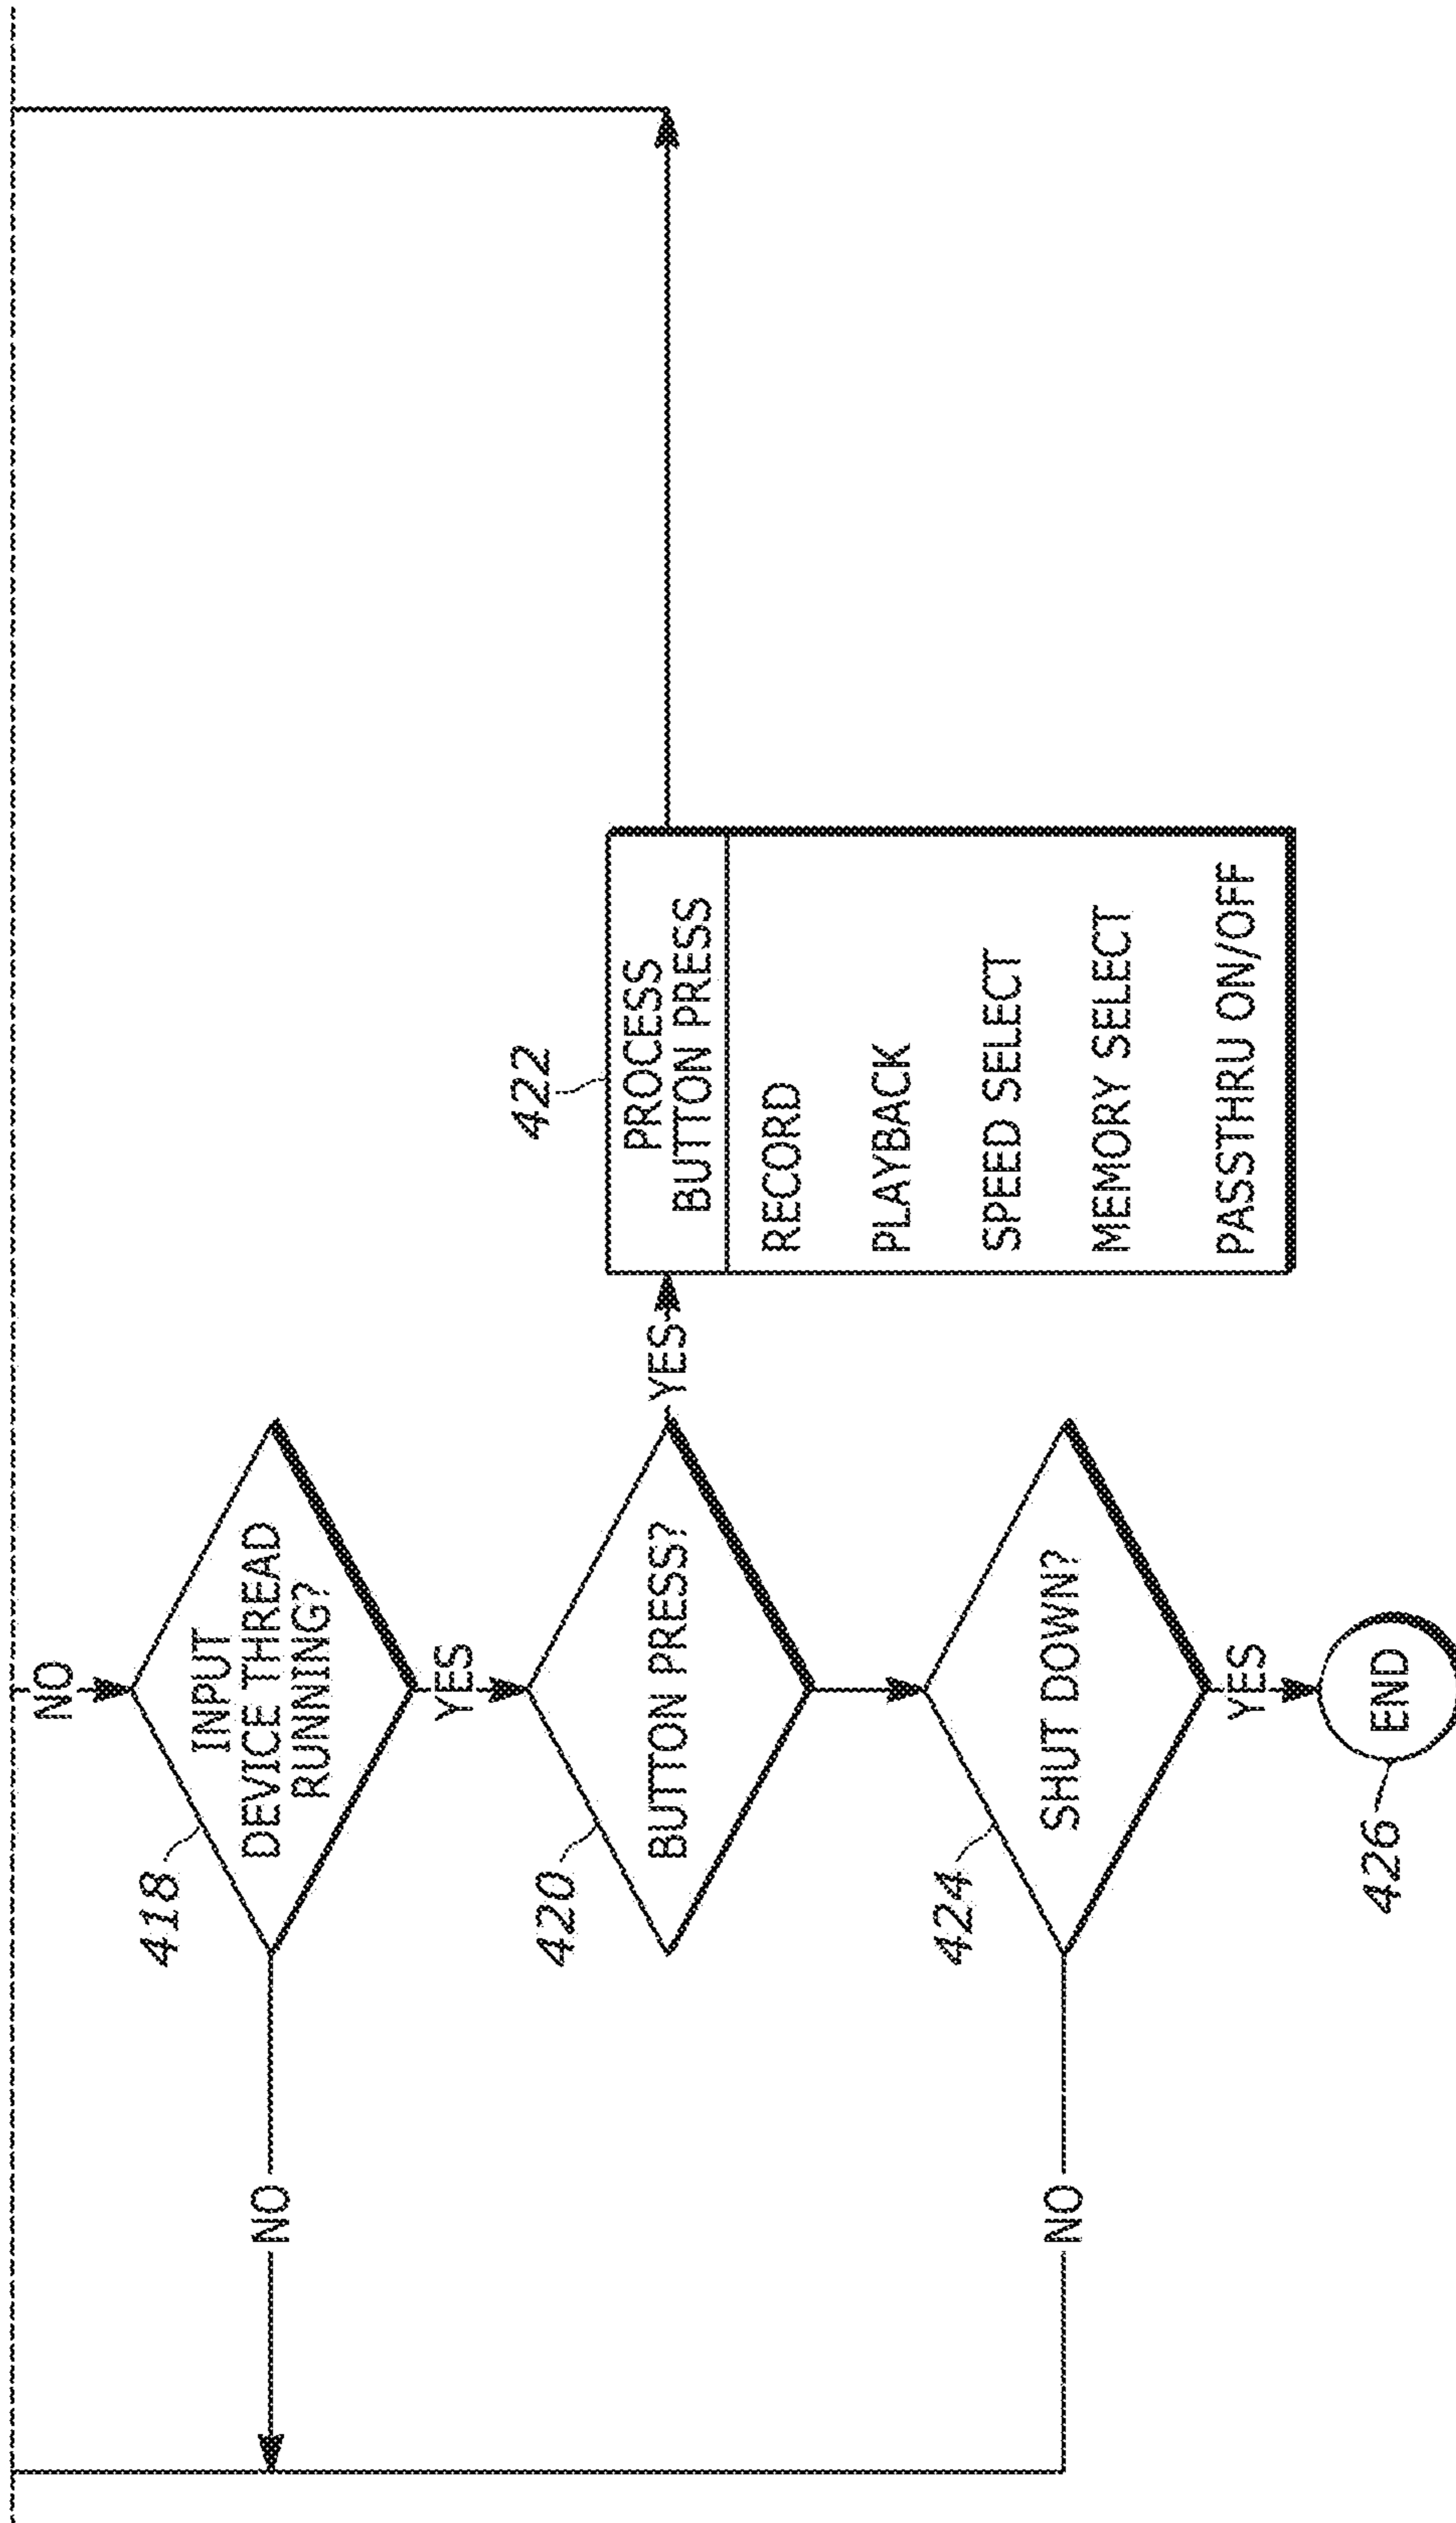 NO
418
INPUT
DEVICE THREAD
RUNNING?
NO
YES
420
BUTTON PRESS?
YES
422
PROCESS
BUTTON PRESS
RECORD
PLAYBACK
SPEED SELECT
MEMORY SELECT
PASSTHRU ON/OFF
424
SHUT DOWN?
NO
YES
426
END